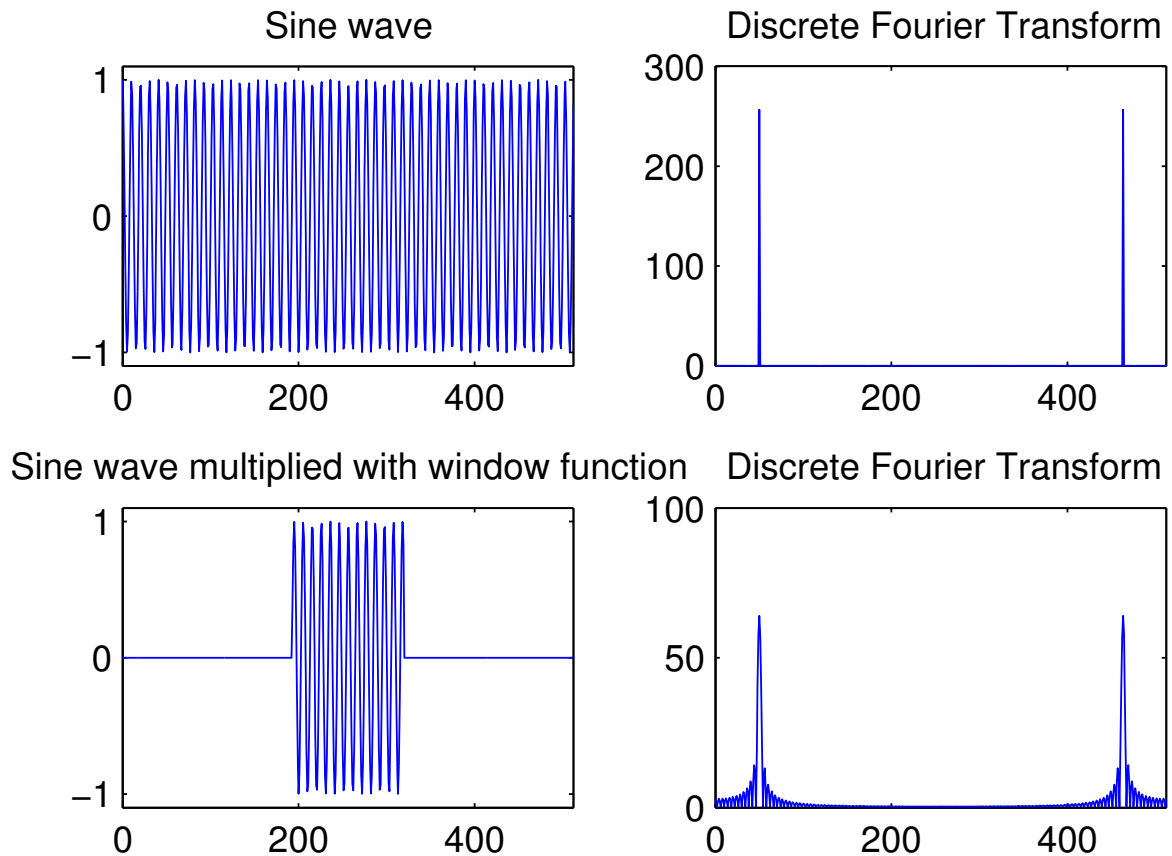 Sine wave
1
0
−1
0 200 400
Discrete Fourier Transform
300
200
100
0
0 200 400
Sine wave multiplied with window function
1
0
−1
0 200 400
Discrete Fourier Transform
100
50
0
0 200 400